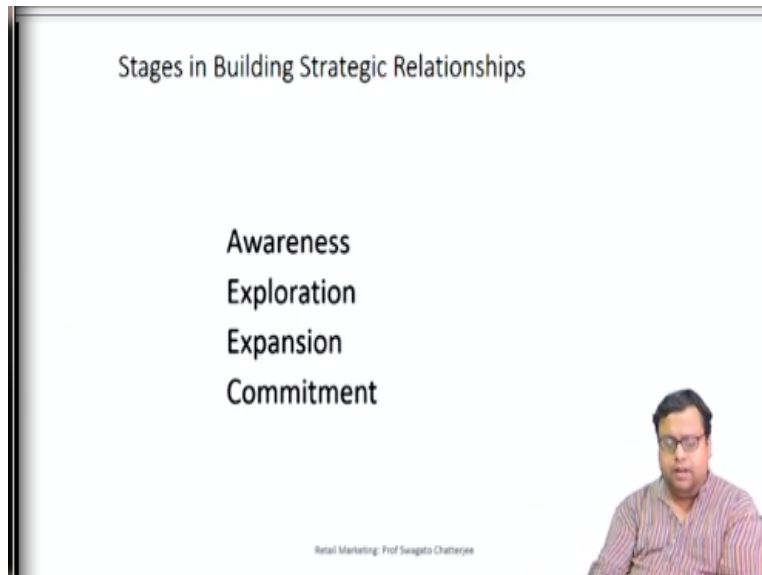 Stages in Building Strategic Relationships
Awareness
Exploration
Expansion
Commitment
Retail Marketing: Prof Swagato Chatterjee